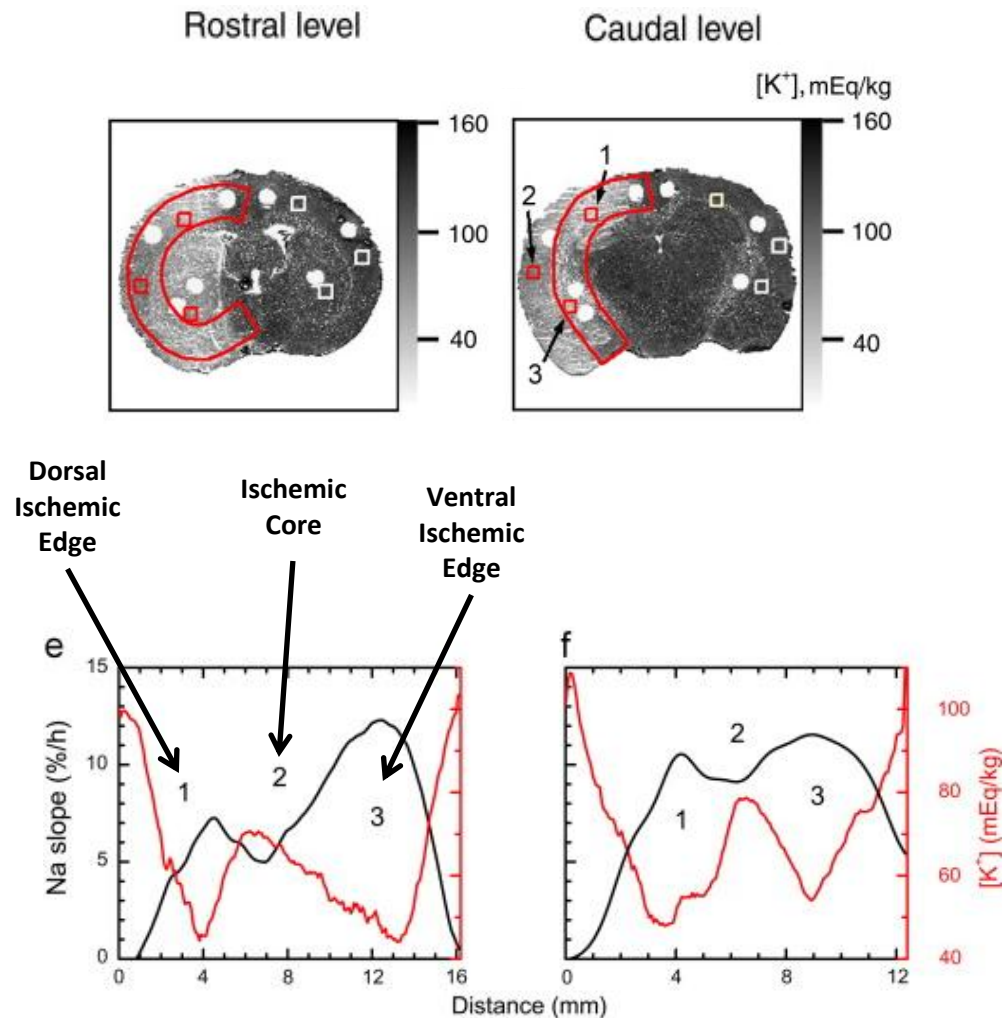 Rostral level
Caudal level
[K⁺], mEq/kg
160
100
40
160
100
40
1
2
3
Dorsal
Ischemic
Edge
Ischemic
Core
Ventral
Ischemic
Edge
e
f
15
10
5
0
Na slope (%/h)
1
2
3
0
4
8
12
16
1
2
3
0
4
8
12
100
80
60
40
[K⁺] (mEq/kg)
Distance (mm)